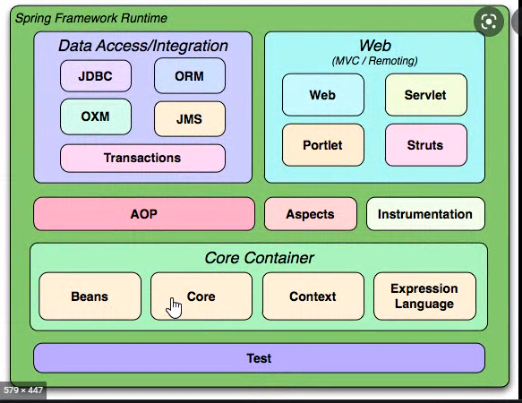 Spring Framework Runtime
Data Access/Integration
JDBC
ORM
OXM
JMS
Transactions
Web
(MVC / Remoting)
Web
Servlet
Portlet
Struts
AOP
Aspects
Instrumentation
Core Container
Beans
Core
Context
Expression
Language
Test
579 × 447